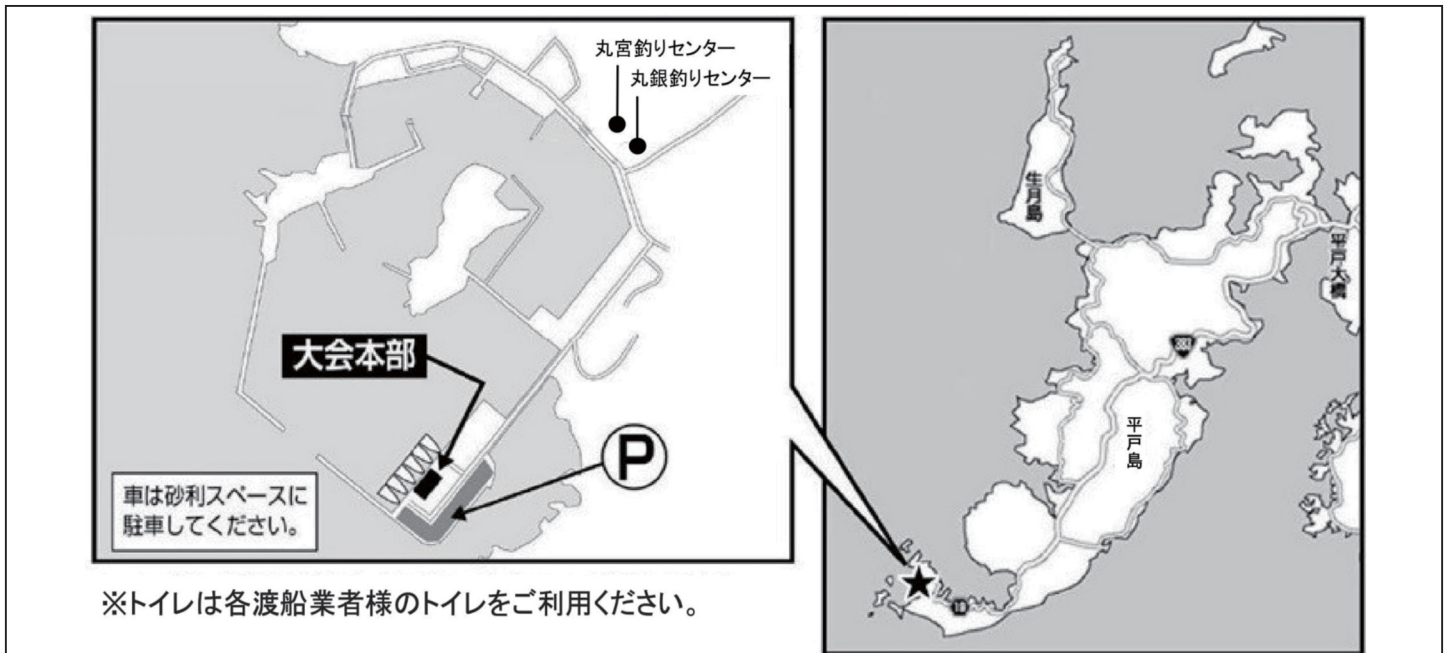 丸宮釣りセンター
丸銀釣りセンター
大会本部
P
車は砂利スペースに
駐車してください。
※トイレは各渡船業者様のトイレをご利用ください。
生月島
平戸大橋
383
平戸島
19